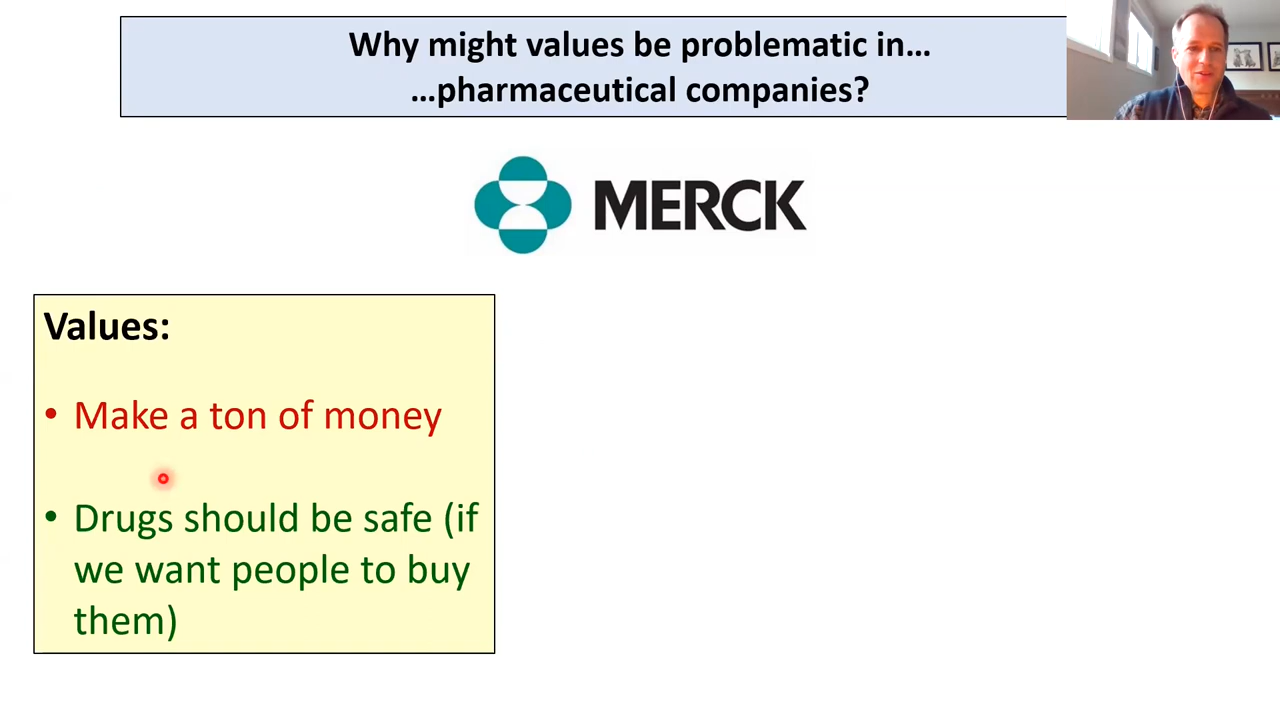 Why might values be problematic in…
…pharmaceutical companies?
MERCK
Values:
• Make a ton of money
• Drugs should be safe (if
we want people to buy
them)